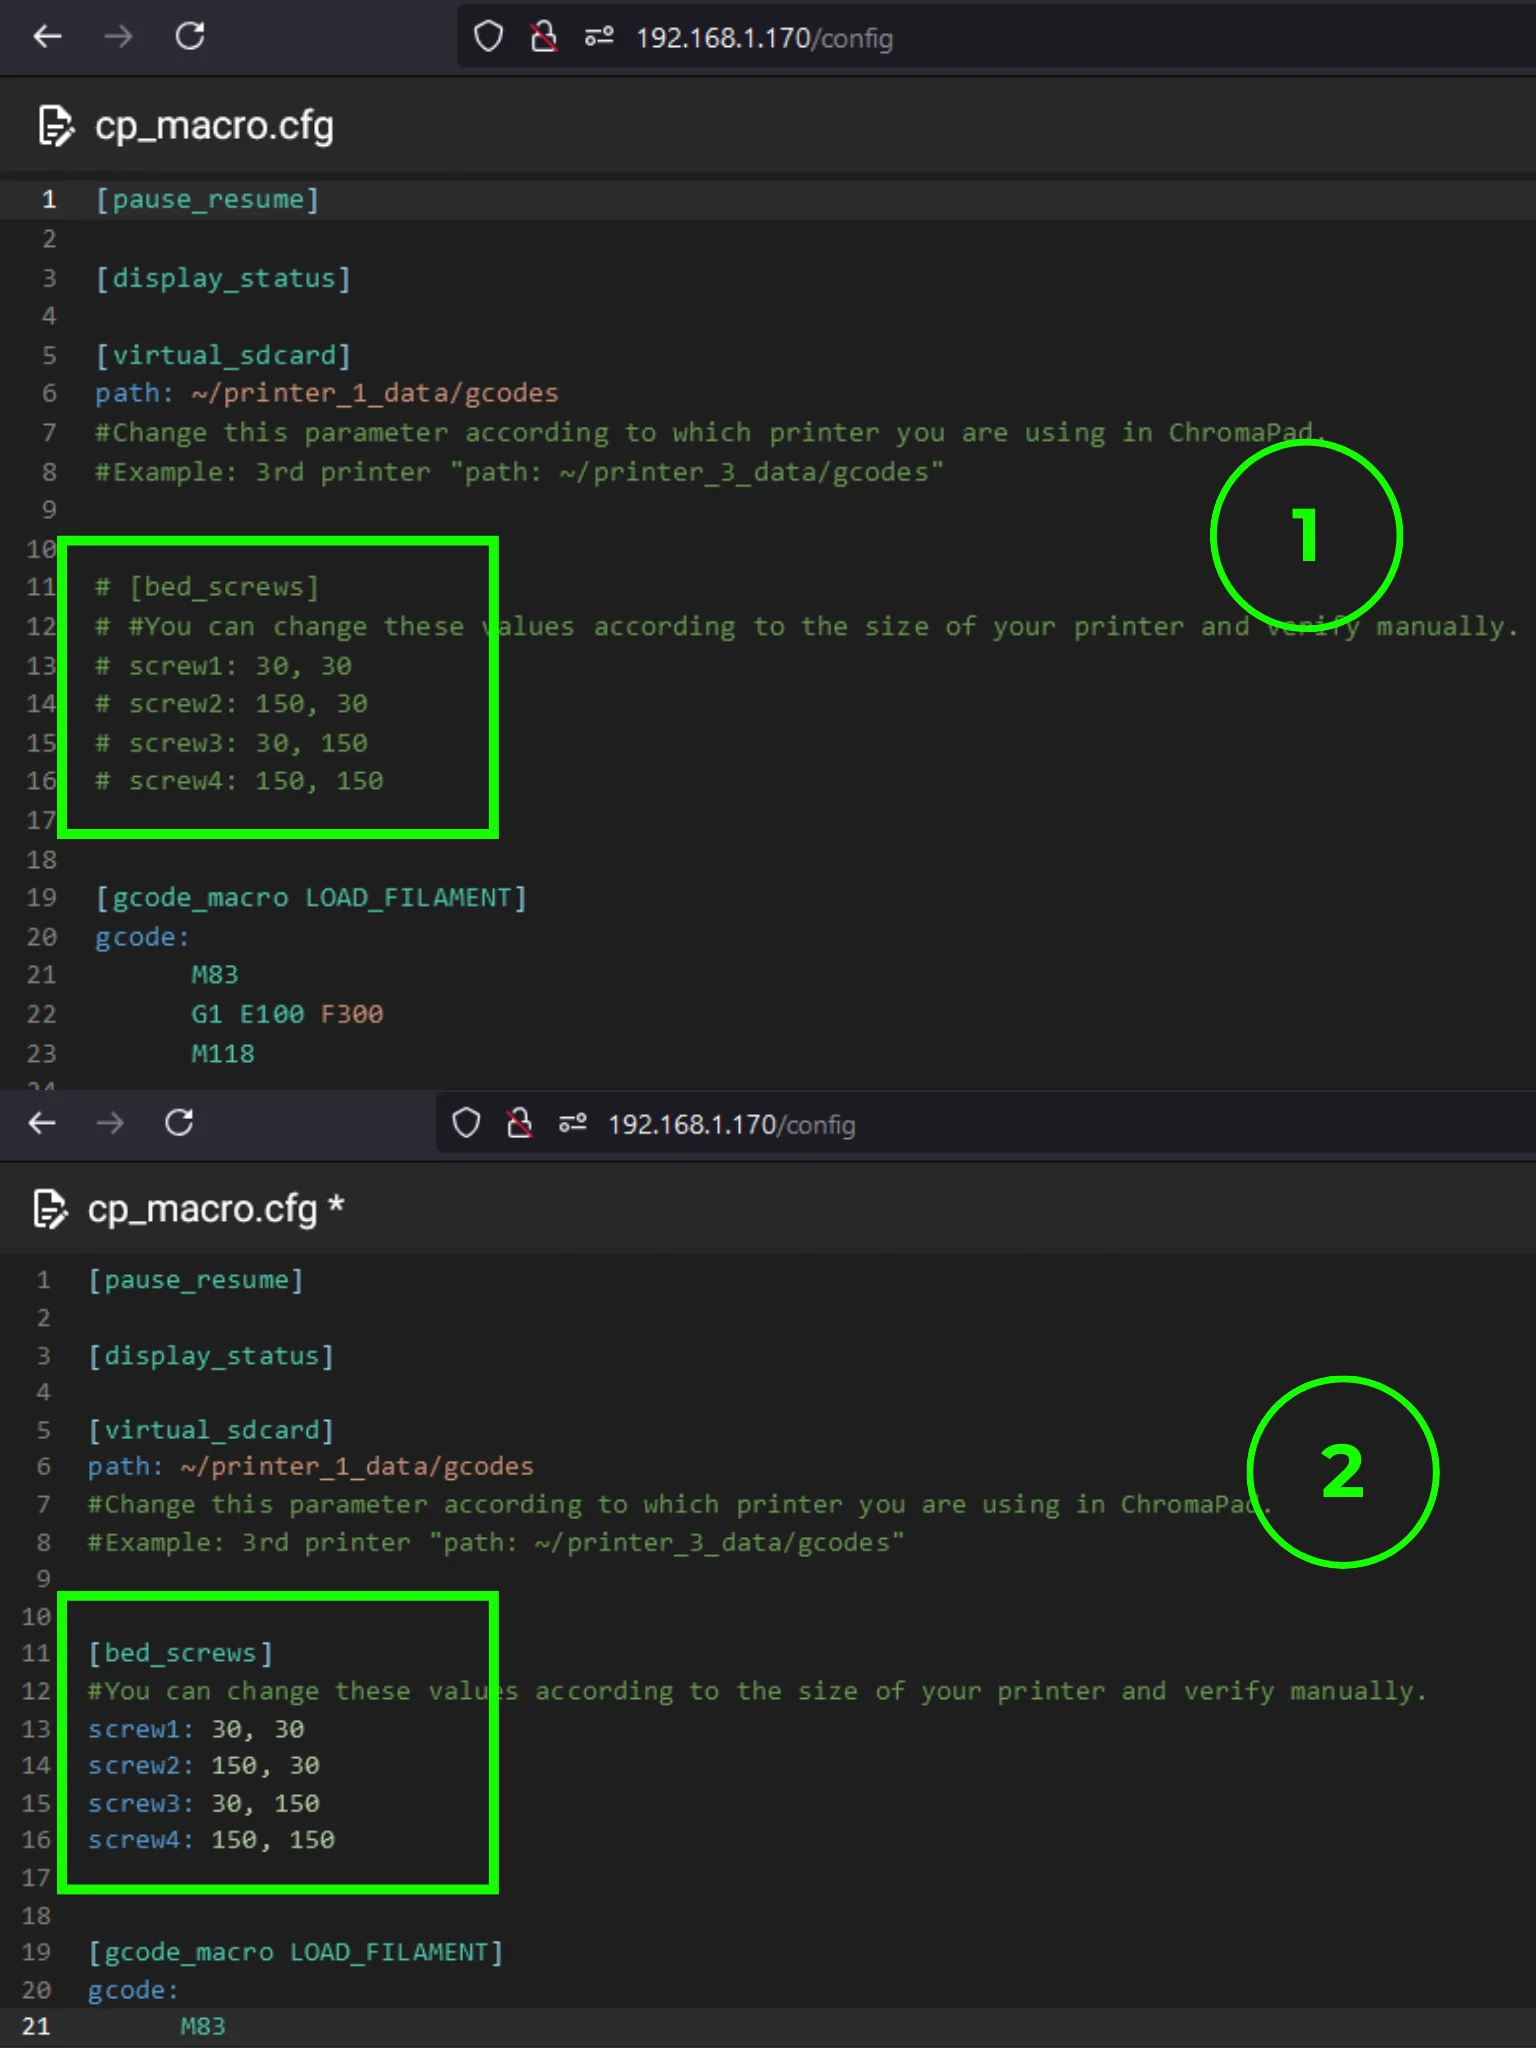 192.168.1.170/config
cp_macro.cfg
1 [pause_resume]
2
3 [display_status]
4
5 [virtual_sdcard]
6 path: ~/printer_1_data/gcodes
7 #Change this parameter according to which printer you are using in ChromaPad.
8 #Example: 3rd printer "path: ~/printer_3_data/gcodes"
9
1
10
11 # [bed_screws]
12 # #You can change these values according to the size of your printer and verify manually.
13 # screw1: 30, 30
14 # screw2: 150, 30
15 # screw3: 30, 150
16 # screw4: 150, 150
17
18
19 [gcode_macro LOAD_FILAMENT]
20 gcode:
21 M83
22 G1 E100 F300
23 M118
24
192.168.1.170/config
cp_macro.cfg *
1 [pause_resume]
2
3 [display_status]
4
5 [virtual_sdcard]
6 path: ~/printer_1_data/gcodes
2
7 #Change this parameter according to which printer you are using in ChromaPad.
8 #Example: 3rd printer "path: ~/printer_3_data/gcodes"
9
10
11 [bed_screws]
12 #You can change these values according to the size of your printer and verify manually.
13 screw1: 30, 30
14 screw2: 150, 30
15 screw3: 30, 150
16 screw4: 150, 150
17
18
19 [gcode_macro LOAD_FILAMENT]
20 gcode:
21 M83